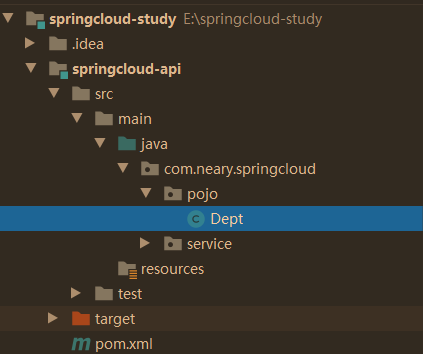 springcloud-study E:\springcloud-study
.idea
springcloud-api
src
main
java
com.neary.springcloud
pojo
Dept
service
resources
test
target
pom.xml